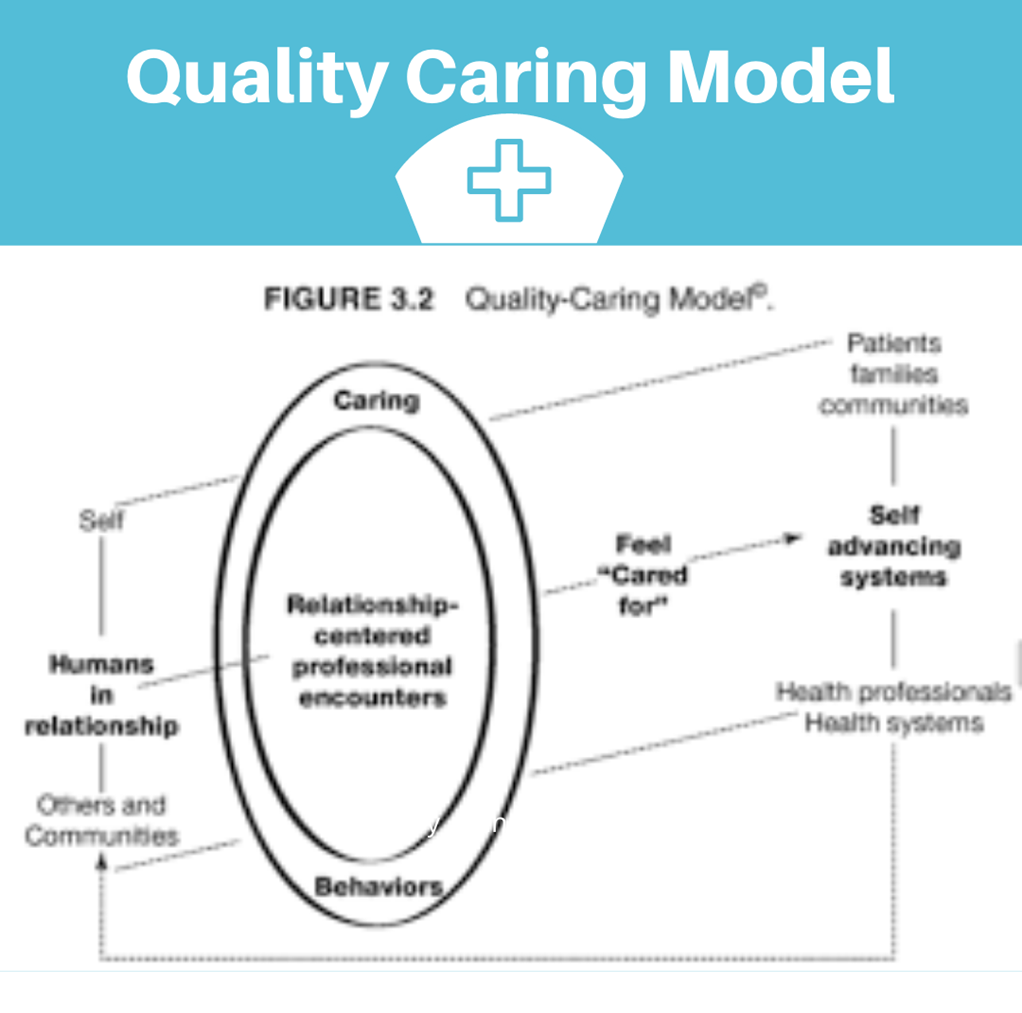 Quality Caring Model
FIGURE 3.2 Quality-Caring Model©.
Patients
families
communities
Caring
Self
Self
advancing
systems
Feel
“Cared
for”
Relationship-
centered
professional
encounters
Humans
in
relationship
Health professionals
Health systems
Others and
Communities
Behaviors